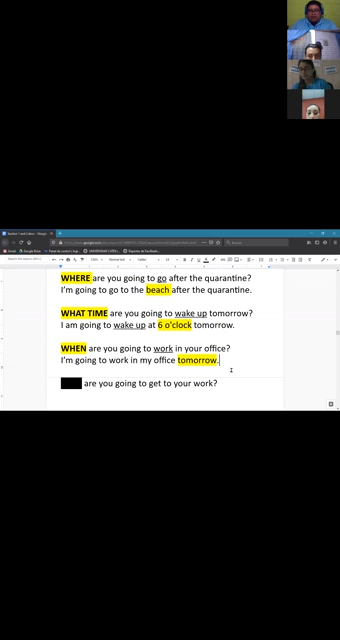 WHERE are you going to go after the quarantine?
I'm going to go to the beach after the quarantine.
WHAT TIME are you going to wake up tomorrow?
I am going to wake up at 6 o'clock tomorrow.
WHEN are you going to work in your office?
I'm going to work in my office tomorrow.
are you going to get to your work?